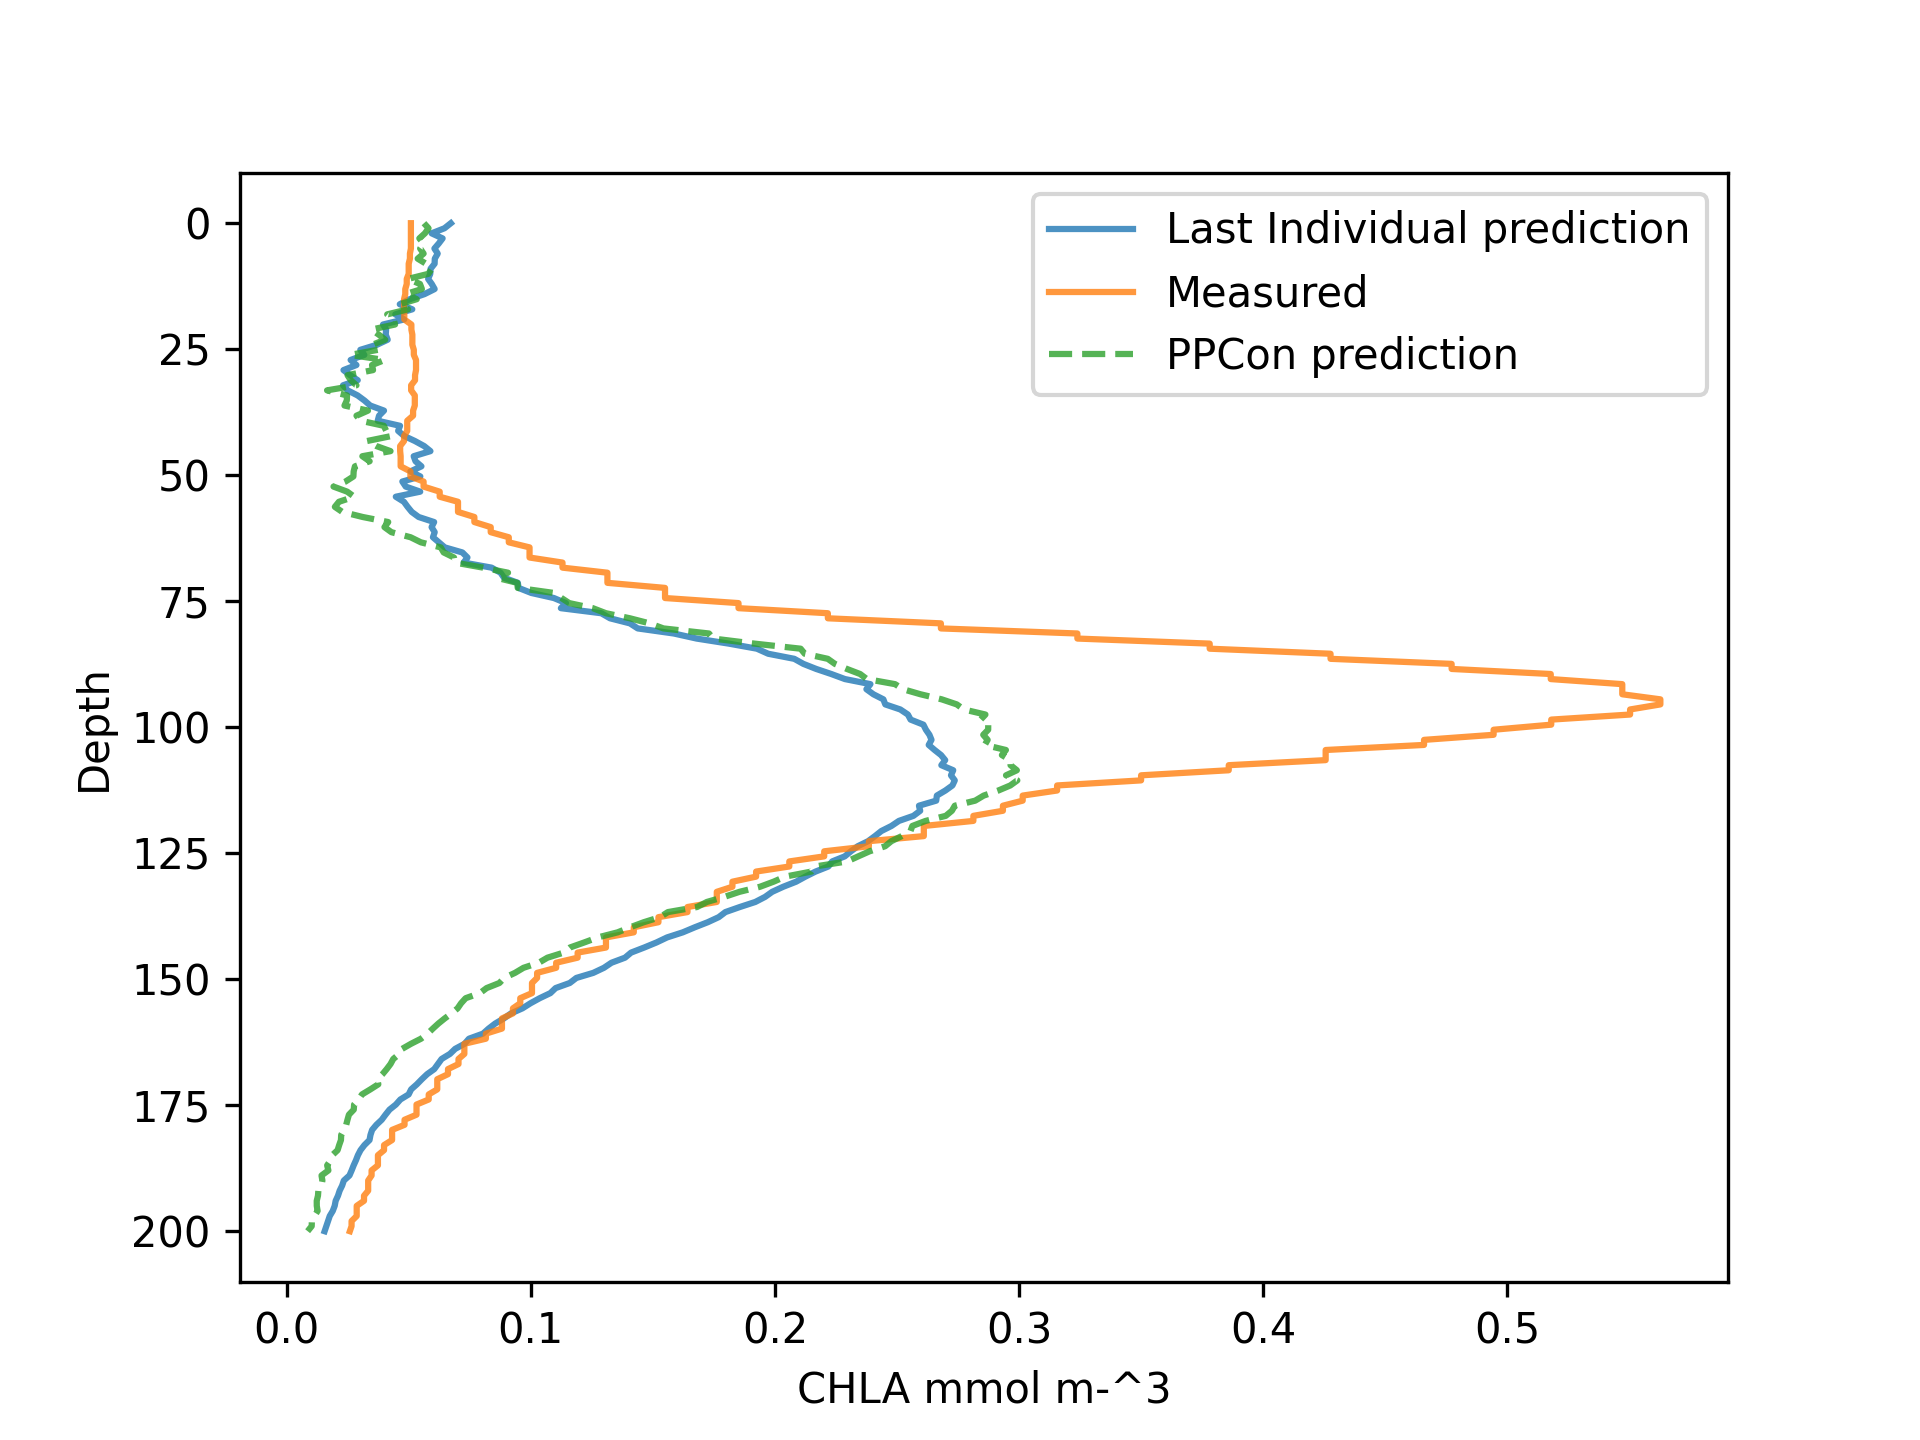 Last Individual prediction
Measured
PPCon prediction
Depth
0
25
50
75
100
125
150
175
200
0.0 0.1 0.2 0.3 0.4 0.5
CHLA mmol m-^3